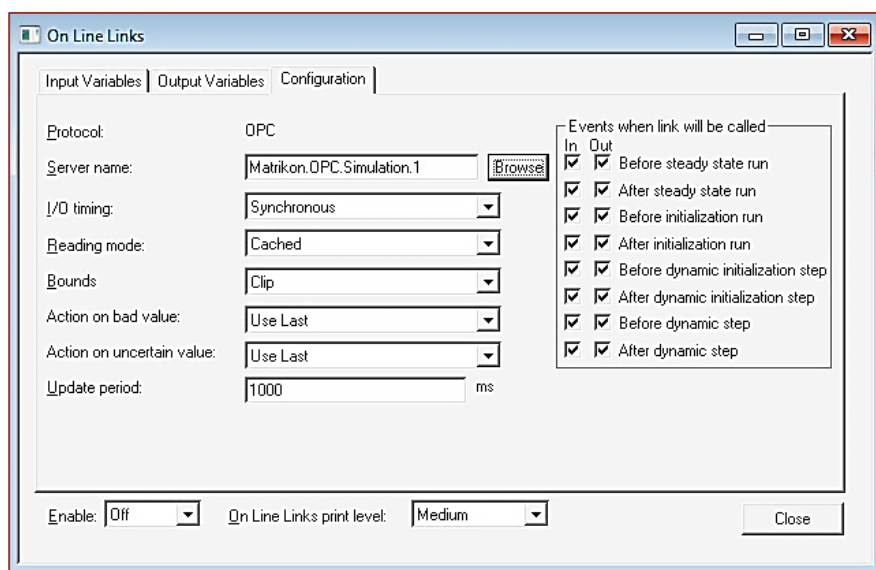 On Line Links
Input Variables Output Variables Configuration
Protocol: OPC
Server name: Matrikon.OPC.Simulation.1 Browse
I/O timing: Synchronous
Reading mode: Cached
Bounds Clip
Action on bad value: Use Last
Action on uncertain value: Use Last
Update period: 1000 ms
Events when link will be called
In Out
Before steady state run
After steady state run
Before initialization run
After initialization run
Before dynamic initialization step
After dynamic initialization step
Before dynamic step
After dynamic step
Enable: Off On Line Links print level: Medium Close